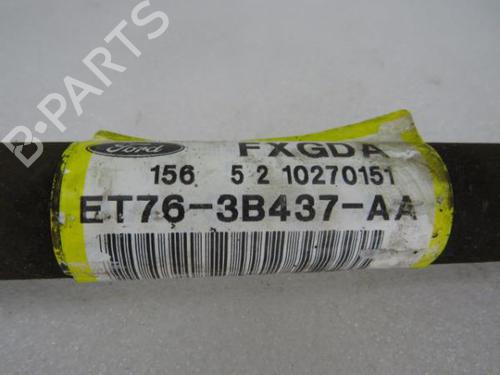 B-PARTS
Ford
FXGDA
156 5 2 10270151
ET76-3B437-AA